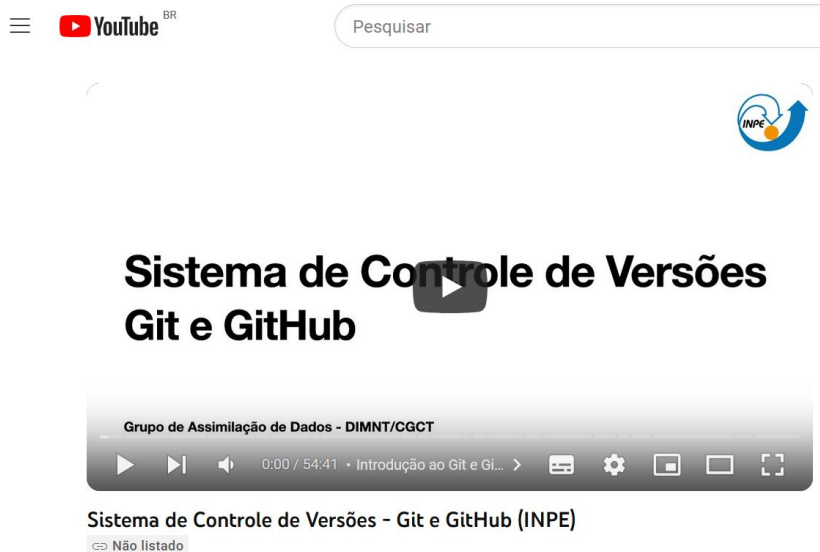 YouTube BR
Pesquisar
INPE
Sistema de Controle de Versões
Git e GitHub
Grupo de Assimilação de Dados - DIMNT/CGCT
0:00 / 54:41 • Introdução ao Git e Gi...
Sistema de Controle de Versões - Git e GitHub (INPE)
Não listado